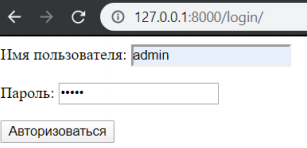 127.0.0.1:8000/login/
Имя пользователя: admin
Пароль: •••••
Авторизоваться